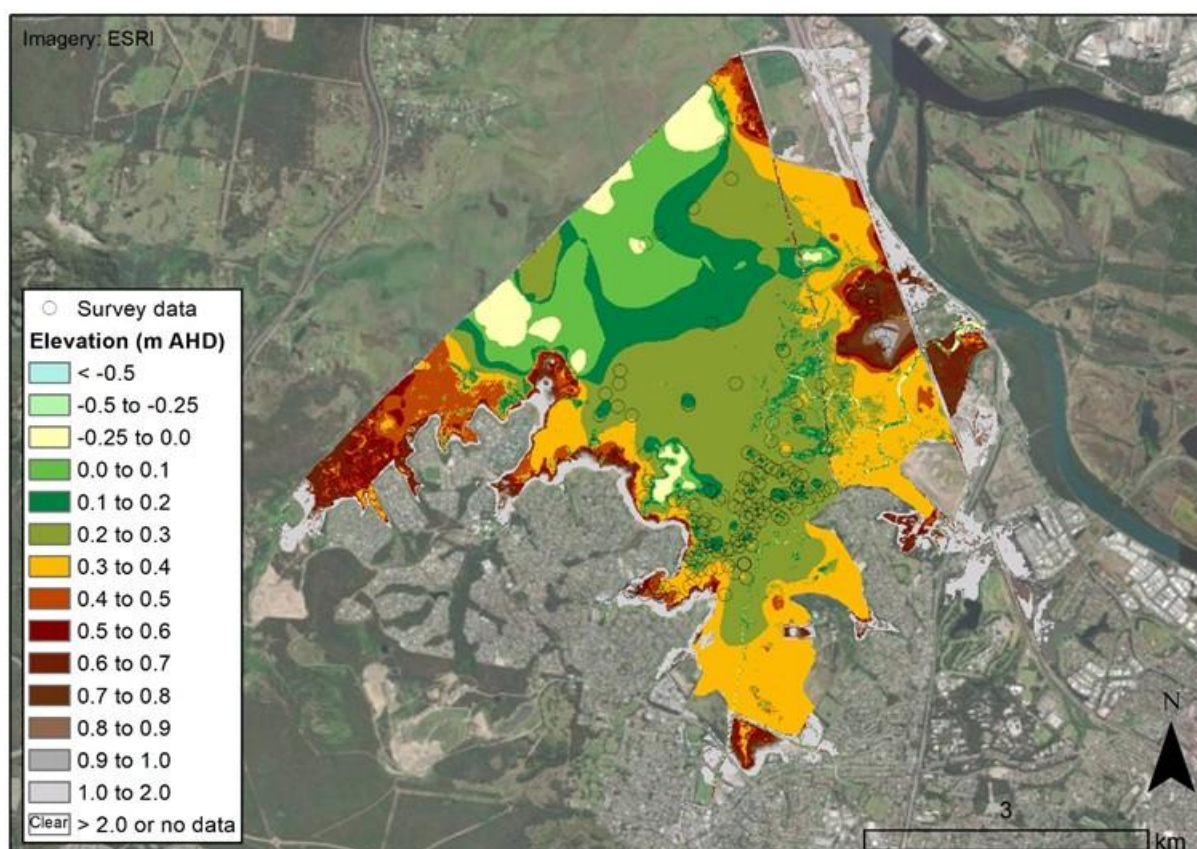 Imagery: ESRI
Survey data
Elevation (m AHD)
< -0.5
-0.5 to -0.25
-0.25 to 0.0
0.0 to 0.1
0.1 to 0.2
0.2 to 0.3
0.3 to 0.4
0.4 to 0.5
0.5 to 0.6
0.6 to 0.7
0.7 to 0.8
0.8 to 0.9
0.9 to 1.0
1.0 to 2.0
Clear > 2.0 or no data
N
3
km